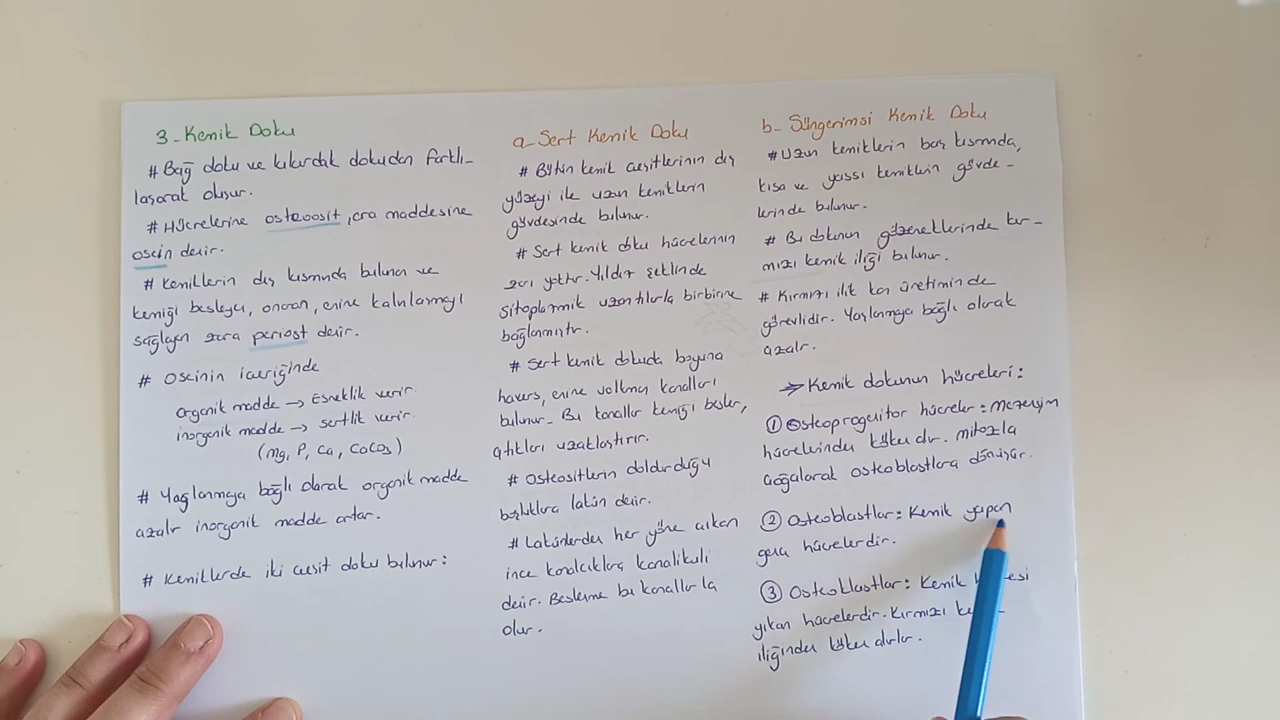 3-Kemik Doku
# Bağ doku ve kıkırdak dokudan farklı-
laşarak oluşur.
# Hücrelerine osteosit, ara maddesine
osein denir.
# Kemiklerin dış kısmında bulunan ve
kemiği besleyen, onaran, enine kalınlaşmayı
sağlayan zara periost denir.
# Oseinin içeriğinde
organik madde → Esneklik verir.
inorganik madde → sertlik verir.
(Mg, P, Ca, CaCO3)
# Yaşlanmaya bağlı olarak organik madde
azalır inorganik madde artar.
# Kemiklerde iki çeşit doku bulunur:
a-Sert Kemik Doku
# Bütün kemik çeşitlerinin dış
yüzeyi ile uzun kemiklerin
gövdesinde bulunur.
# Sert kemik doku hücrelerinin
zarı yoktur. Yıldız şeklinde
sitoplazmik uzantılarla birbirine
bağlanmıştır.
# Sert kemik dokuda boyuna
havers, enine volkman kanalları
bulunur. Bu kanallar kemiği besler,
atıkları uzaklaştırır.
# Osteositlerin doldurduğu
boşluklara lakün denir.
# Lakünlerden her yöne çıkan
ince kanalcıklara kanalikuli
denir. Beslenme bu kanallarla
olur.
b- Süngerimsi Kemik Doku
# Uzun kemiklerin baş kısmında,
kısa ve yassı kemiklerin gövde-
lerinde bulunur.
# Bu dokunun gözeneklerinde kır-
mızı kemik iliği bulunur.
# Kırmızı ilik kan üretiminde
görevlidir. Yaşlanmaya bağlı olarak
azalır.
→ Kemik dokunun hücreleri:
① Osteoprogenitor hücreler: Mezenşim
hücrelerinden köken alır. mitozla
çoğalarak osteoblastlara dönüşür.
② Osteoblastlar: Kemik yapan
genç hücrelerdir.
③ Osteoklastlar: Kemik
yıkan hücrelerdir. Kırmızı
iliğinden köken alırlar.